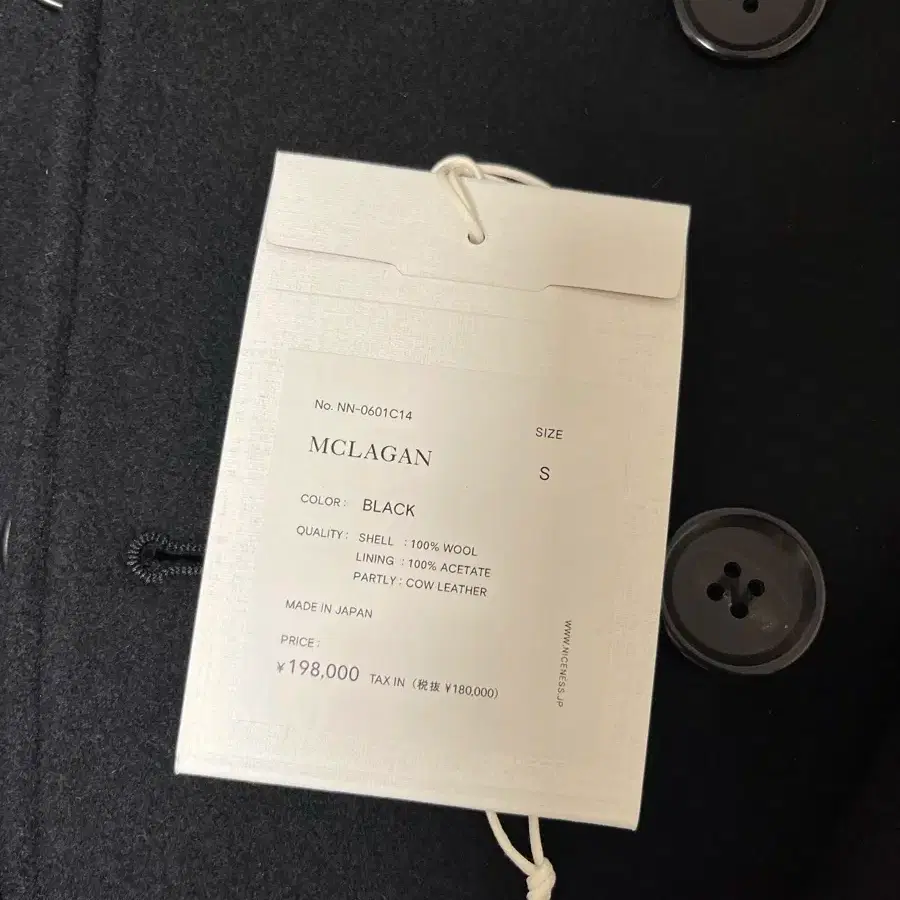 No. NN-0601C14
MCLAGAN
SIZE
S
COLOR: BLACK
QUALITY: SHELL : 100% WOOL
LINING : 100% ACETATE
PARTLY : COW LEATHER
MADE IN JAPAN
PRICE:
¥198,000 TAX IN (税抜 ¥180,000)
WWW.NICENESS.JP